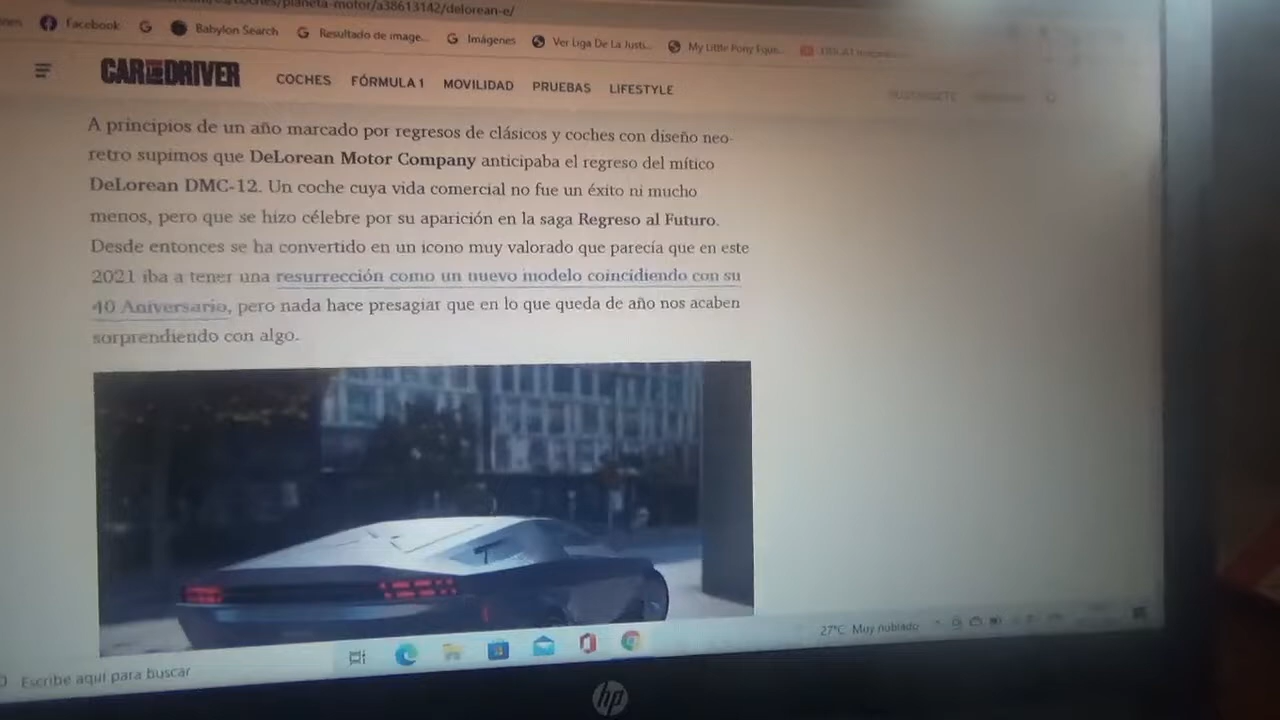 planeta-motor/a38613142/delorean-e/
Facebook
Babylon Search
Resultado de image...
Imágenes
Ver Liga De La Justi...
My Little Pony Eque...
CAR AND DRIVER
COCHES FÓRMULA 1 MOVILIDAD PRUEBAS LIFESTYLE
A principios de un año marcado por regresos de clásicos y coches con diseño neo-
retro supimos que DeLorean Motor Company anticipaba el regreso del mítico
DeLorean DMC-12. Un coche cuya vida comercial no fue un éxito ni mucho
menos, pero que se hizo célebre por su aparición en la saga Regreso al Futuro.
Desde entonces se ha convertido en un icono muy valorado que parecía que en este
2021 iba a tener una resurrección como un nuevo modelo coincidiendo con su
40 Aniversario, pero nada hace presagiar que en lo que queda de año nos acaben
sorprendiendo con algo.
27°C Muy nublado
Escribe aquí para buscar
hp